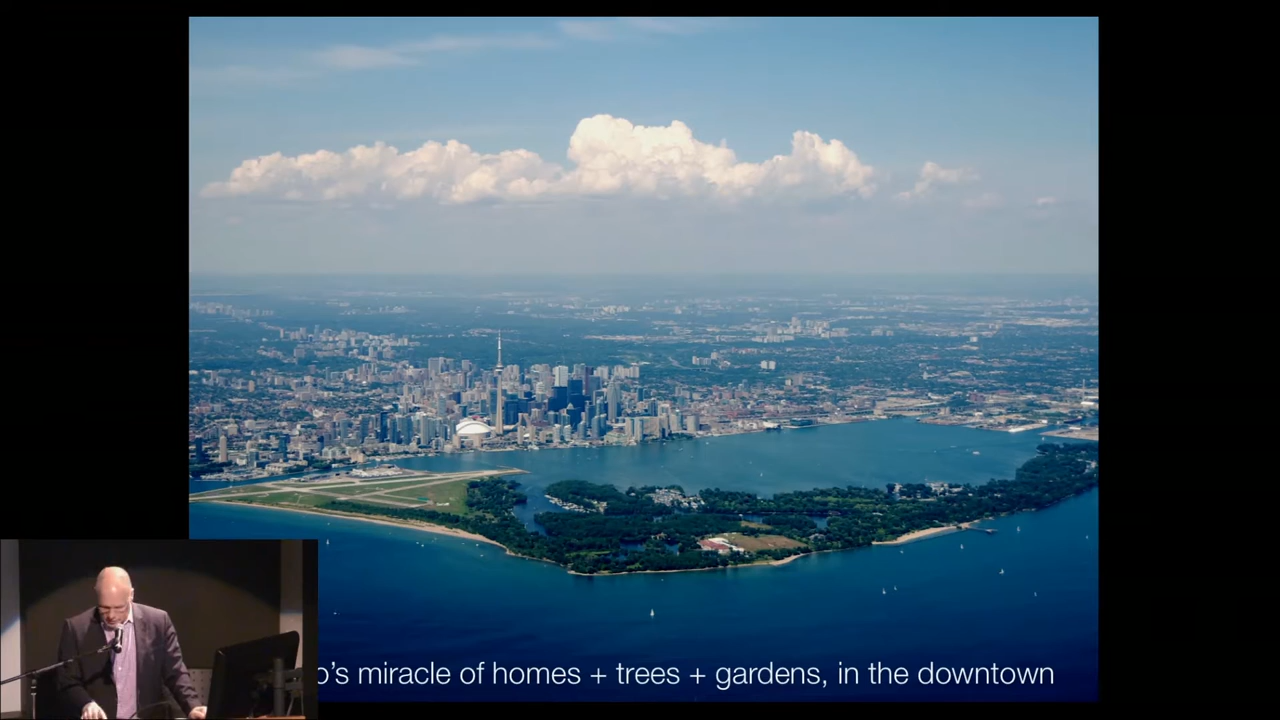 o's miracle of homes + trees + gardens, in the downtown